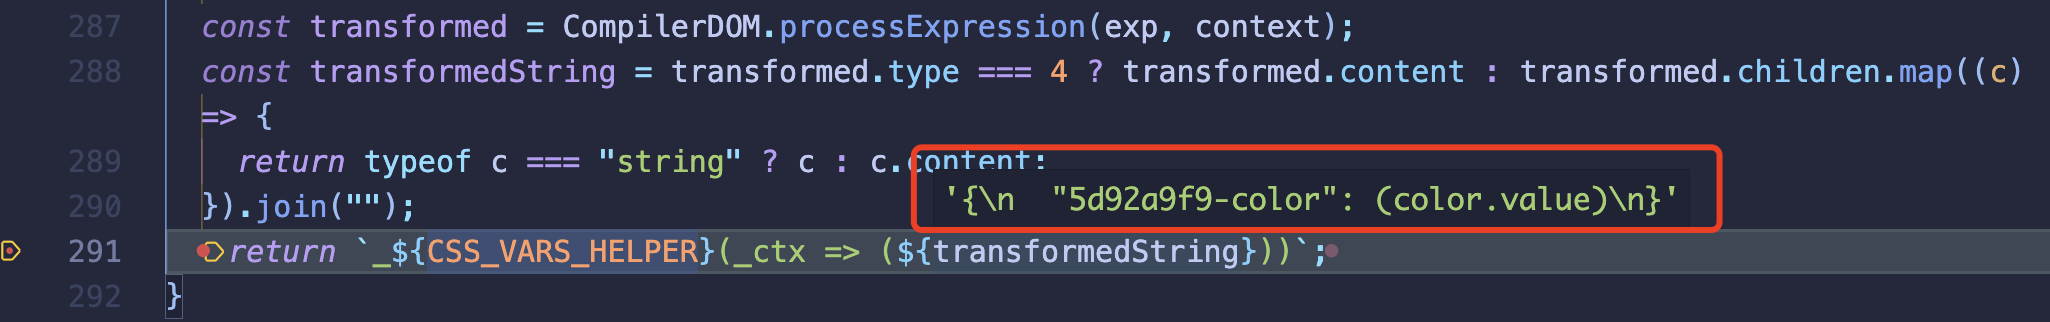 287 const transformed = CompilerDOM.processExpression(exp, context);
288 const transformedString = transformed.type === 4 ? transformed.content : transformed.children.map((c)
=> {
289 return typeof c === "string" ? c : c.content;
'{\n  "5d92a9f9-color": (color.value)\n}'
290 }).join("");
291 return `_${CSS_VARS_HELPER}(_ctx => (${transformedString}))`;
292 }